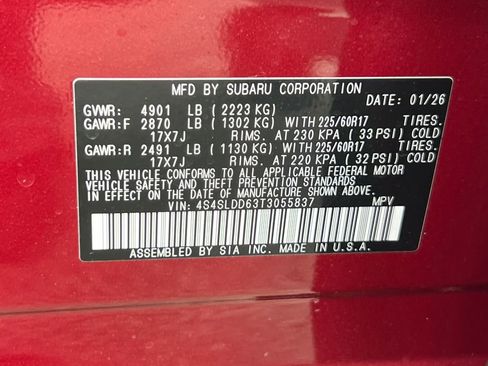 MFD BY SUBARU CORPORATION
DATE: 01/26
GVWR: 4901 LB (2223 KG)
GAWR:F 2870 LB (1302 KG) WITH 225/60R17 TIRES.
17X7J RIMS. AT 230 KPA (33 PSI) COLD
GAWR:R 2491 LB (1130 KG) WITH 225/60R17 TIRES.
17X7J RIMS. AT 220 KPA (32 PSI) COLD
THIS VEHICLE CONFORMS TO ALL APPLICABLE FEDERAL MOTOR
VEHICLE SAFETY AND THEFT PREVENTION STANDARDS IN
EFFECT ON THE DATE OF MANUFACTURE SHOWN ABOVE.
VIN: 4S4SLDD63T3055837 MPV
ASSEMBLED BY SIA INC. MADE IN U.S.A.